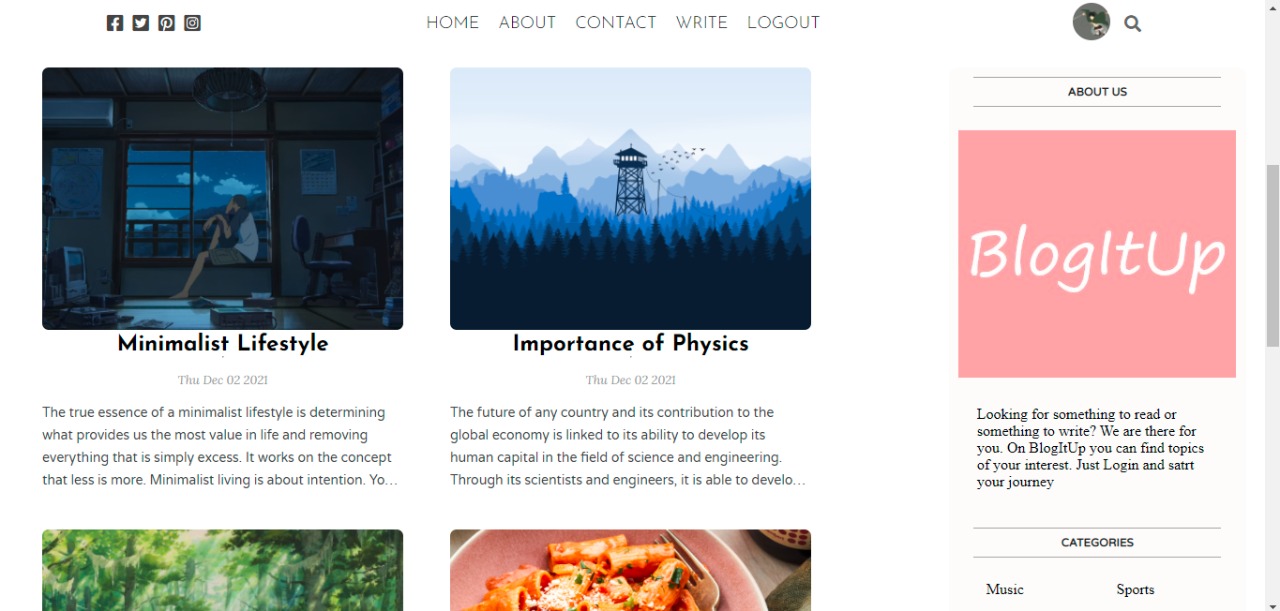 HOME ABOUT CONTACT WRITE LOGOUT
Minimalist Lifestyle
Thu Dec 02 2021
The true essence of a minimalist lifestyle is determining
what provides us the most value in life and removing
everything that is simply excess. It works on the concept
that less is more. Minimalist living is about intention. Yo...
Importance of Physics
Thu Dec 02 2021
The future of any country and its contribution to the
global economy is linked to its ability to develop its
human capital in the field of science and engineering.
Through its scientists and engineers, it is able to develo...
ABOUT US
BlogItUp
Looking for something to read or
something to write? We are there for
you. On BlogItUp you can find topics
of your interest. Just Login and satrt
your journey
CATEGORIES
Music Sports